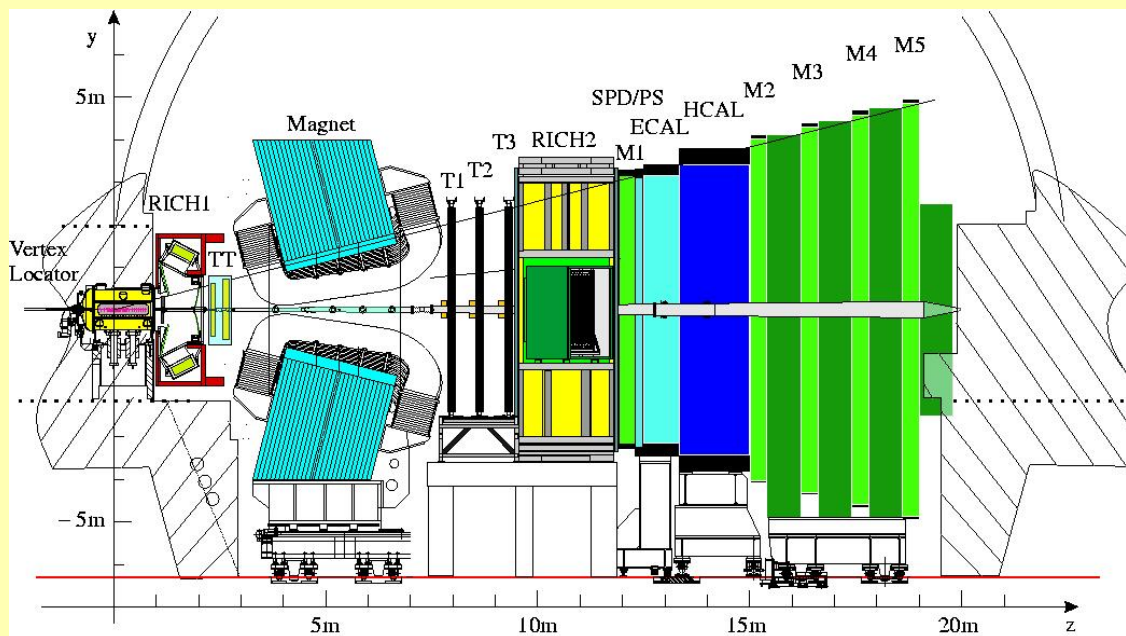 y
5m
Magnet
T3
SPD/PS
ECAL
RICH2
M1
HCAL
M2
M3
M4
M5
T1
T2
RICH1
TT
Vertex
Locator
– 5m
5m
10m
15m
20m
z